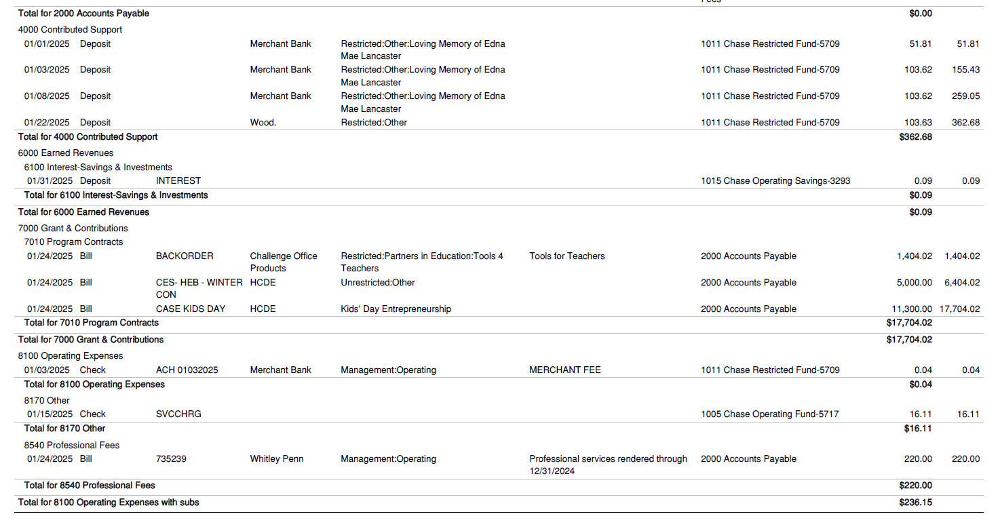 Fees
Total for 2000 Accounts Payable $0.00
4000 Contributed Support
01/01/2025 Deposit Merchant Bank Restricted:Other:Loving Memory of Edna 1011 Chase Restricted Fund-5709 51.81 51.81
Mae Lancaster
01/03/2025 Deposit Merchant Bank Restricted:Other:Loving Memory of Edna 1011 Chase Restricted Fund-5709 103.62 155.43
Mae Lancaster
01/08/2025 Deposit Merchant Bank Restricted:Other:Loving Memory of Edna 1011 Chase Restricted Fund-5709 103.62 259.05
Mae Lancaster
01/22/2025 Deposit Wood. Restricted:Other 1011 Chase Restricted Fund-5709 103.63 362.68
Total for 4000 Contributed Support $362.68
6000 Earned Revenues
6100 Interest-Savings & Investments
01/31/2025 Deposit INTEREST 1015 Chase Operating Savings-3293 0.09 0.09
Total for 6100 Interest-Savings & Investments $0.09
Total for 6000 Earned Revenues $0.09
7000 Grant & Contributions
7010 Program Contracts
01/24/2025 Bill BACKORDER Challenge Office Restricted:Partners in Education:Tools 4 Tools for Teachers 2000 Accounts Payable 1,404.02 1,404.02
Products Teachers
01/24/2025 Bill CES- HEB - WINTER HCDE Unrestricted:Other 2000 Accounts Payable 5,000.00 6,404.02
CON
01/24/2025 Bill CASE KIDS DAY HCDE Kids' Day Entrepreneurship 2000 Accounts Payable 11,300.00 17,704.02
Total for 7010 Program Contracts $17,704.02
Total for 7000 Grant & Contributions $17,704.02
8100 Operating Expenses
01/03/2025 Check ACH 01032025 Merchant Bank Management:Operating MERCHANT FEE 1011 Chase Restricted Fund-5709 0.04 0.04
Total for 8100 Operating Expenses $0.04
8170 Other
01/15/2025 Check SVCCHRG 1005 Chase Operating Fund-5717 16.11 16.11
Total for 8170 Other $16.11
8540 Professional Fees
01/24/2025 Bill 735239 Whitley Penn Management:Operating Professional services rendered through 2000 Accounts Payable 220.00 220.00
12/31/2024
Total for 8540 Professional Fees $220.00
Total for 8100 Operating Expenses with subs $236.15